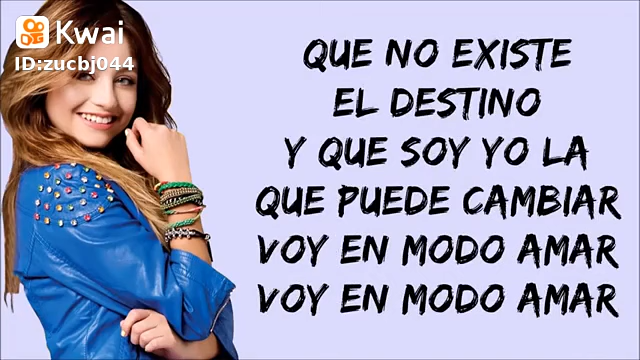 Kwai
ID:zucbj044
QUE NO EXISTE
EL DESTINO
Y QUE SOY YO LA
QUE PUEDE CAMBIAR
VOY EN MODO AMAR
VOY EN MODO AMAR